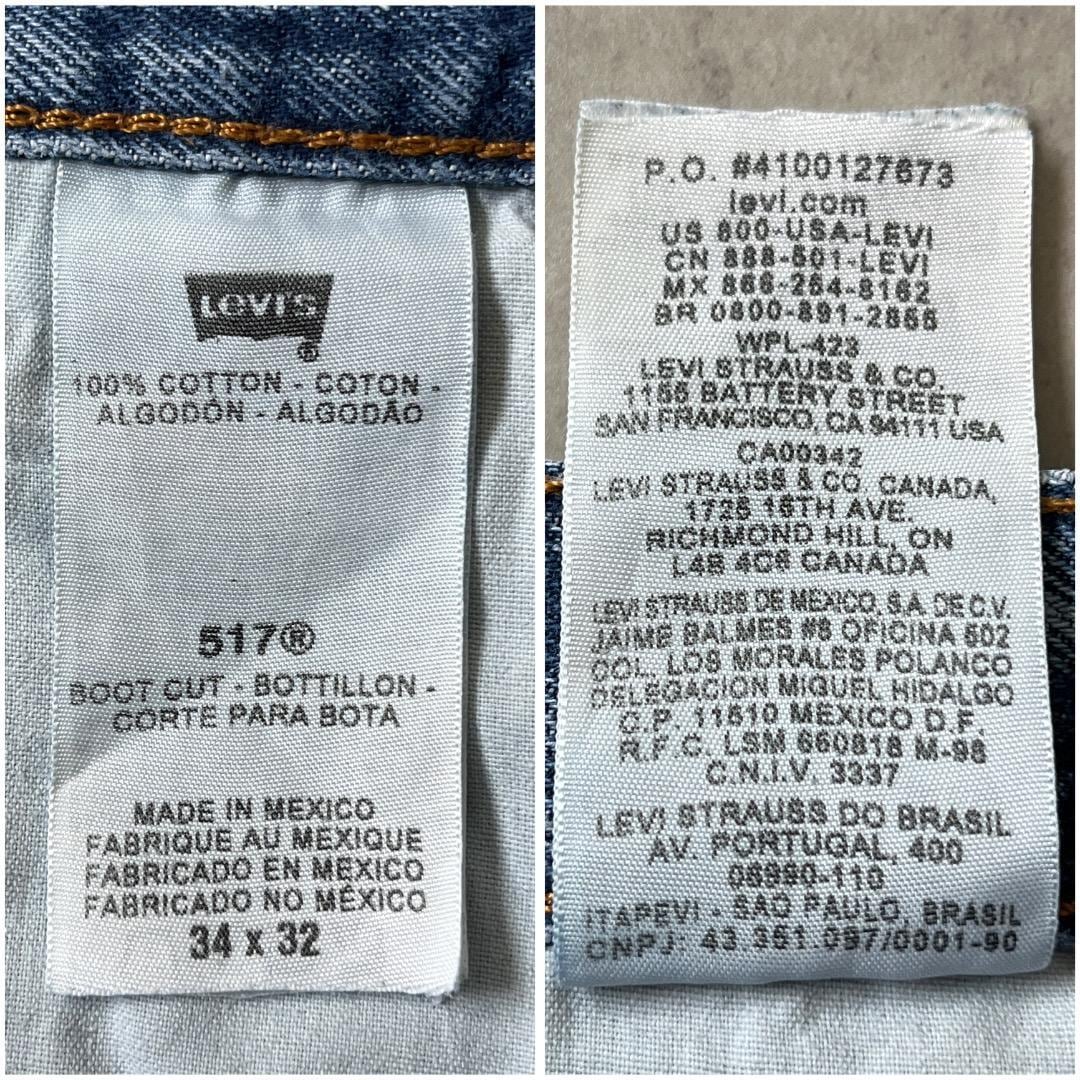 LEVI'S
®
100% COTTON - COTON -
ALGODÓN - ALGODÃO
517®
BOOT CUT - BOTTILLON -
CORTE PARA BOTA
MADE IN MEXICO
FABRIQUE AU MEXIQUE
FABRICADO EN MÉXICO
FABRICADO NO MÉXICO
34 x 32
P.O. #4100127673
levi.com
US 800-USA-LEVI
CN 888-501-LEVI
MX 866-264-8162
BR 0800-891-2855
WPL-423
LEVI STRAUSS & CO.
1155 BATTERY STREET
SAN FRANCISCO, CA 94111 USA
CA00342
LEVI STRAUSS & CO. CANADA,
1725 16TH AVE.
RICHMOND HILL, ON
L4B 4C6 CANADA
LEVI STRAUSS DE MEXICO, S.A. DE C.V.
JAIME BALMES #8 OFICINA 602
COL. LOS MORALES POLANCO
DELEGACION MIGUEL HIDALGO
C.P. 11510 MEXICO D.F.
R.F.C. LSM 660818 M-96
C.N.I.V. 3337
LEVI STRAUSS DO BRASIL
AV. PORTUGAL, 400
06690-110
ITAPEVI - SAO PAULO, BRASIL
CNPJ: 43.351.097/0001-90